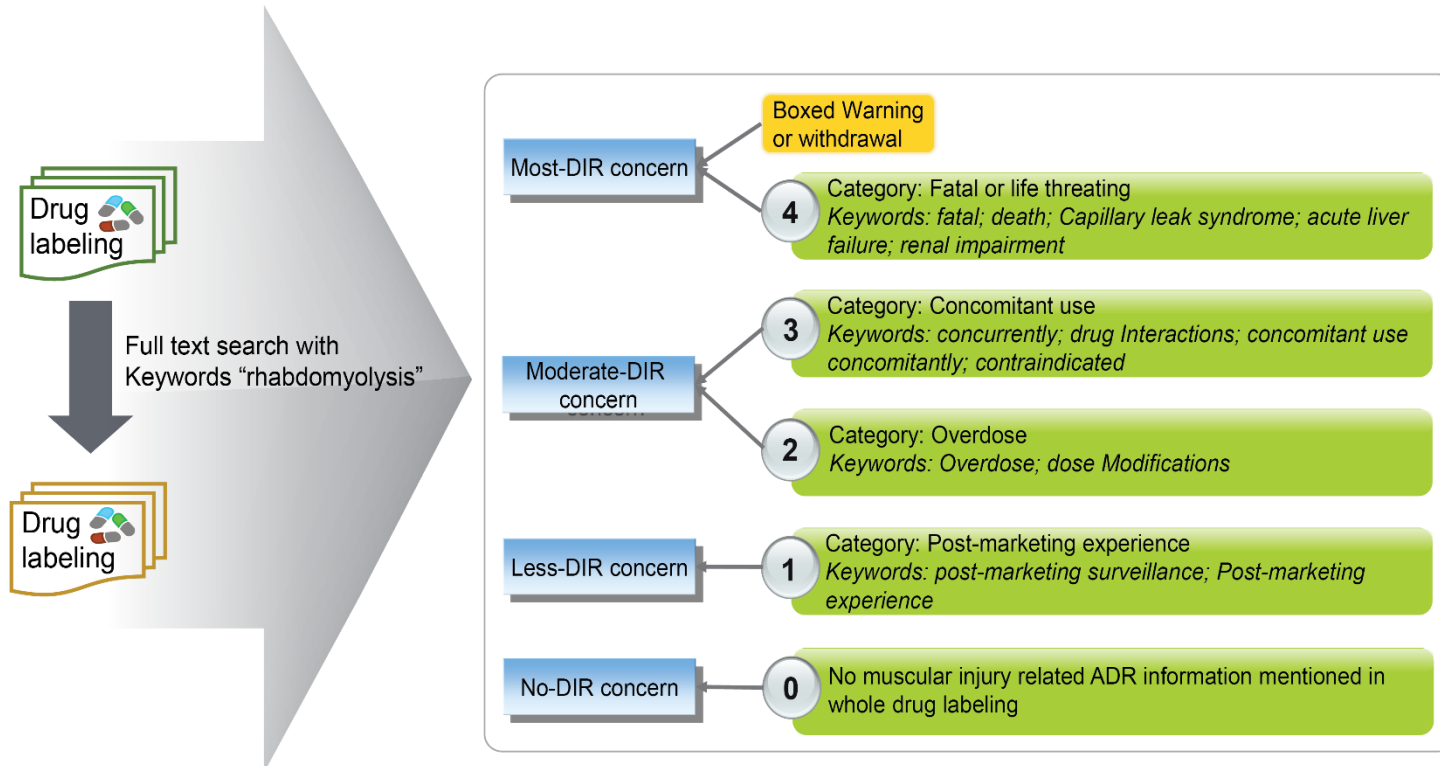 Drug
labeling
Full text search with
Keywords “rhabdomyolysis”
Drug
labeling
Most-DIR concern
Boxed Warning
or withdrawal
4
Category: Fatal or life threating
Keywords: fatal; death; Capillary leak syndrome; acute liver
failure; renal impairment
Moderate-DIR
concern
3
Category: Concomitant use
Keywords: concurrently; drug Interactions; concomitant use
concomitantly; contraindicated
2
Category: Overdose
Keywords: Overdose; dose Modifications
Less-DIR concern
1
Category: Post-marketing experience
Keywords: post-marketing surveillance; Post-marketing
experience
No-DIR concern
0
No muscular injury related ADR information mentioned in
whole drug labeling